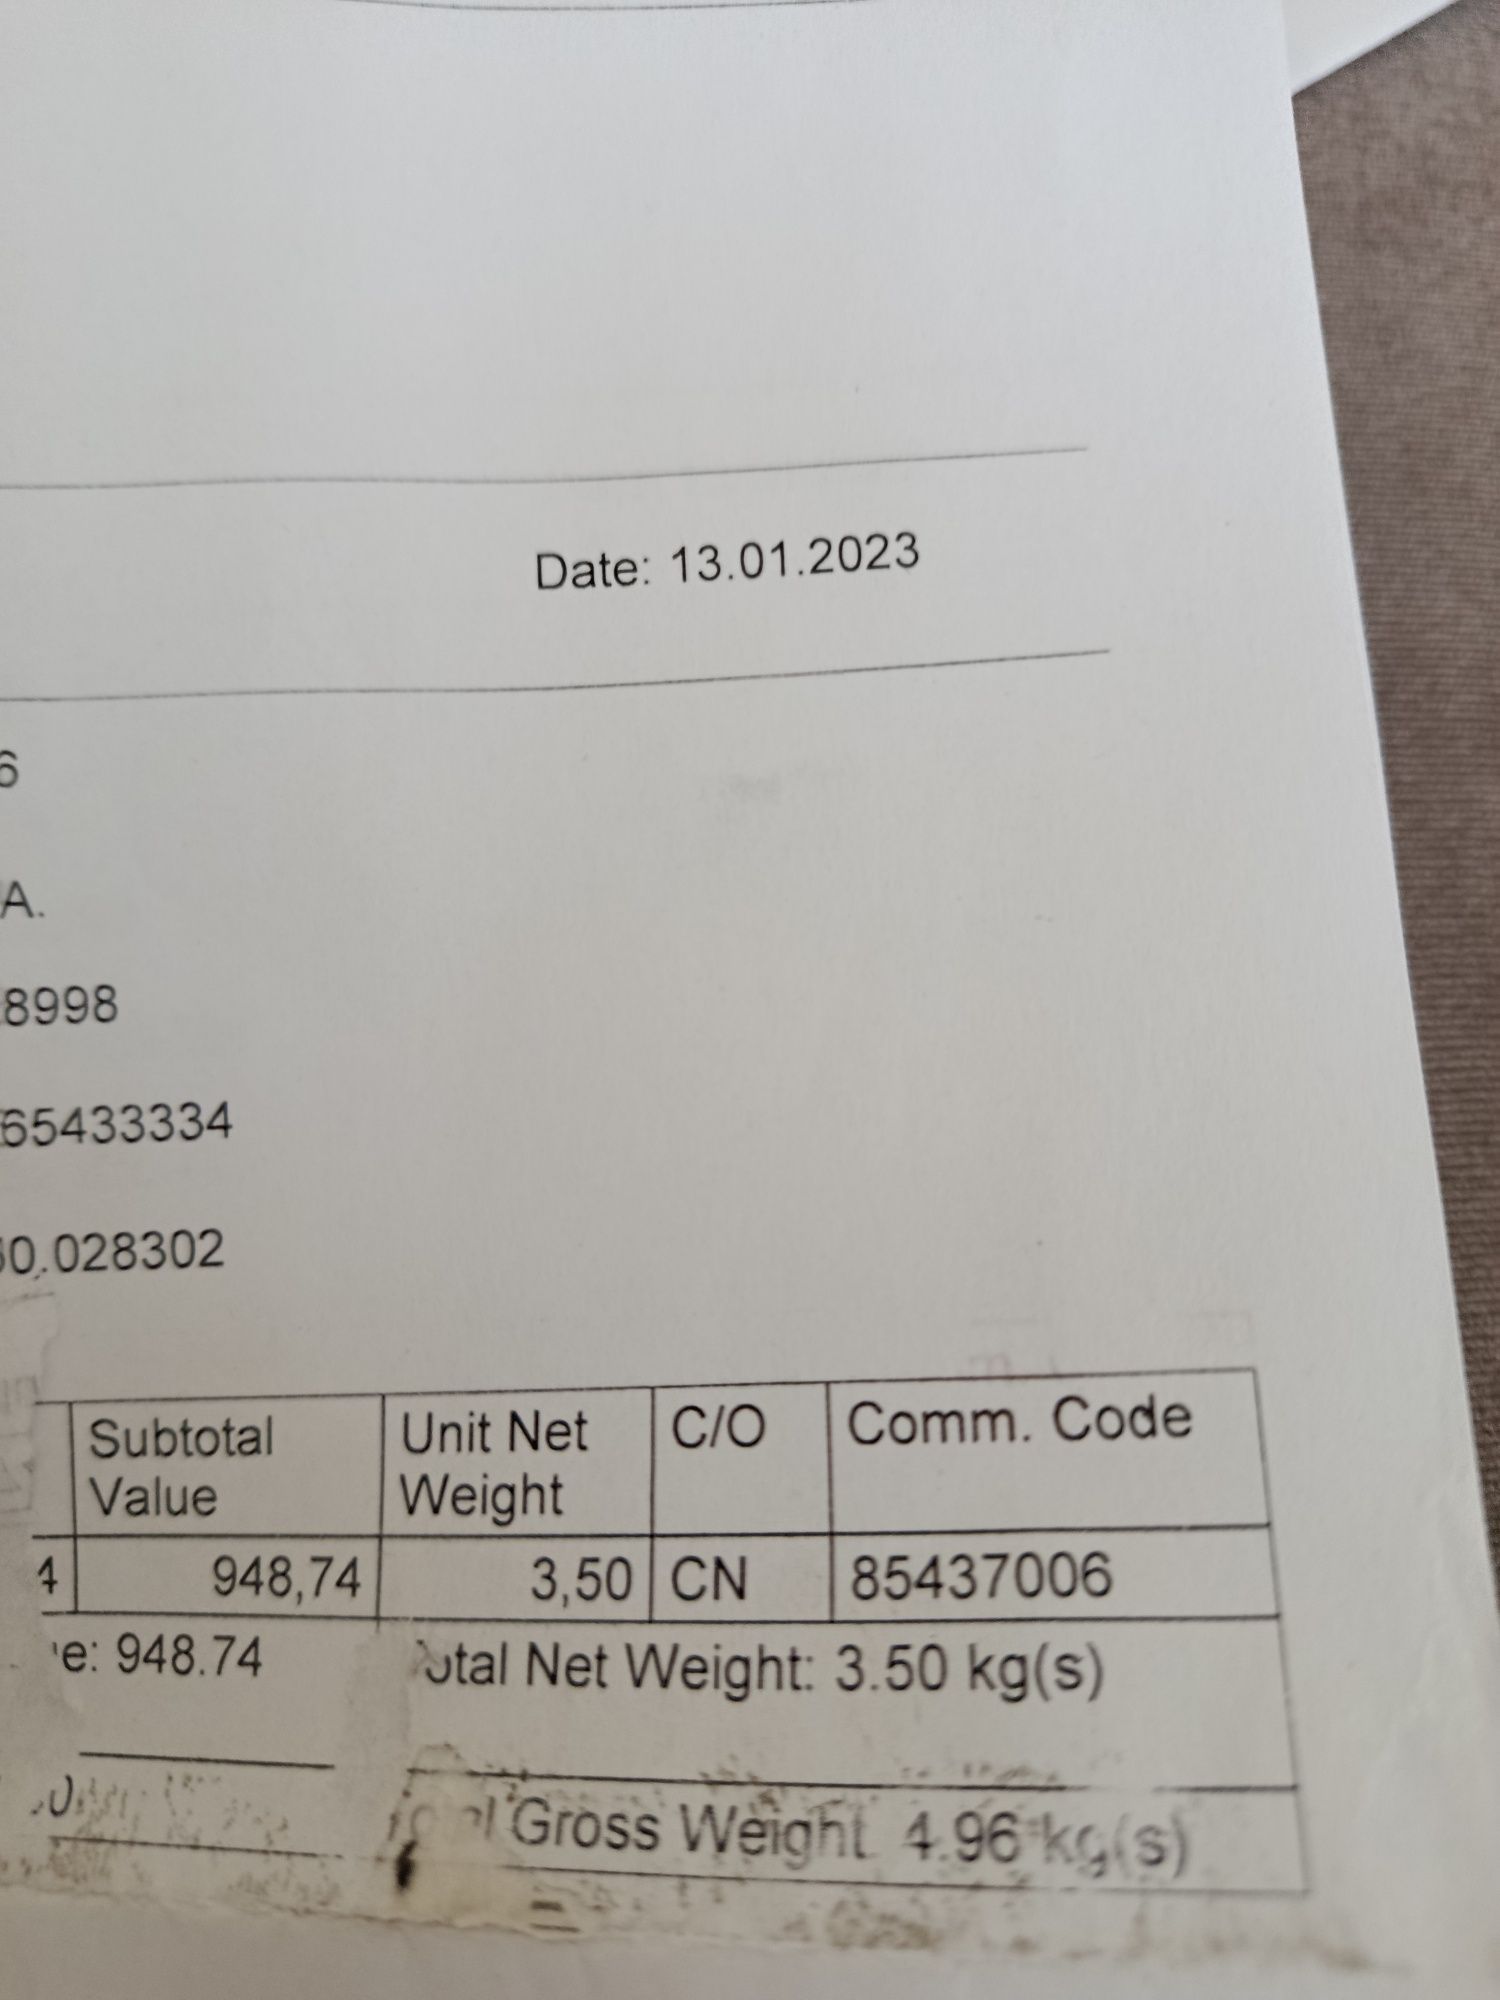 Date: 13.01.2023
6
A.
8998
65433334
0.028302
Subtotal Value
Unit Net Weight
C/O
Comm. Code
4 948,74 3,50 CN 85437006
e: 948.74 otal Net Weight: 3.50 kg(s)
Gross Weight 4.96 kg(s)